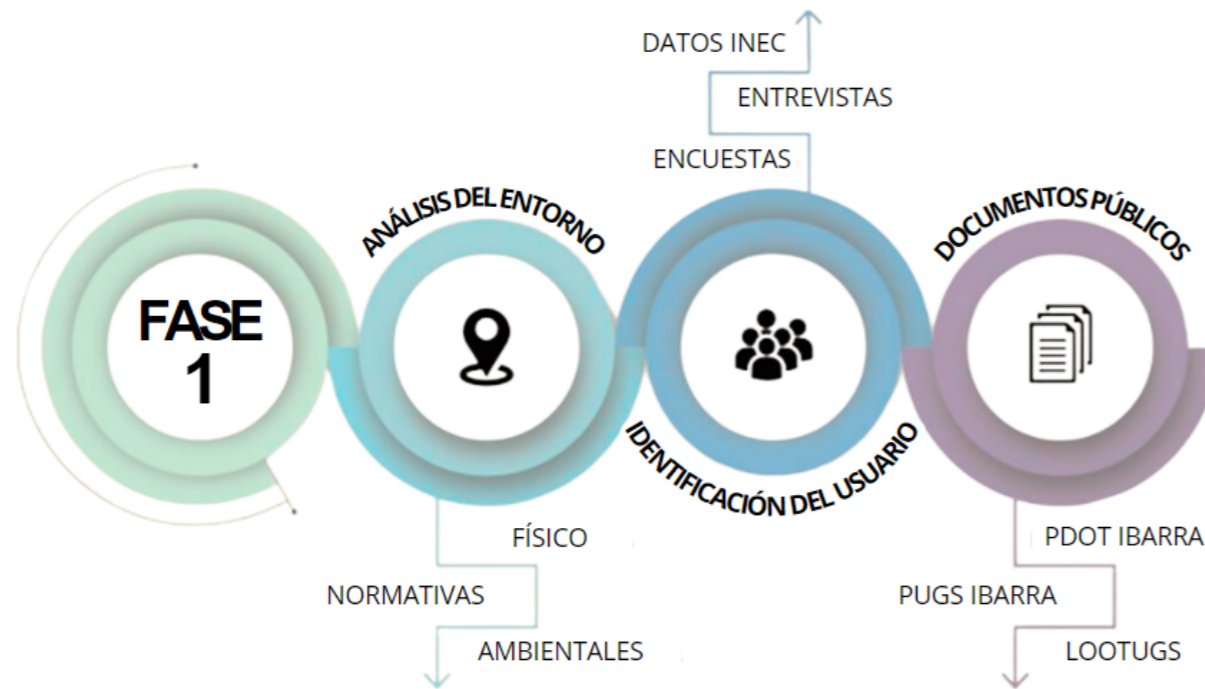 FASE
1
ANÁLISIS DEL ENTORNO
FÍSICO
NORMATIVAS
AMBIENTALES
DATOS INEC
ENTREVISTAS
ENCUESTAS
IDENTIFICACIÓN DEL USUARIO
DOCUMENTOS PÚBLICOS
PDOT IBARRA
PUGS IBARRA
LOOTUGS